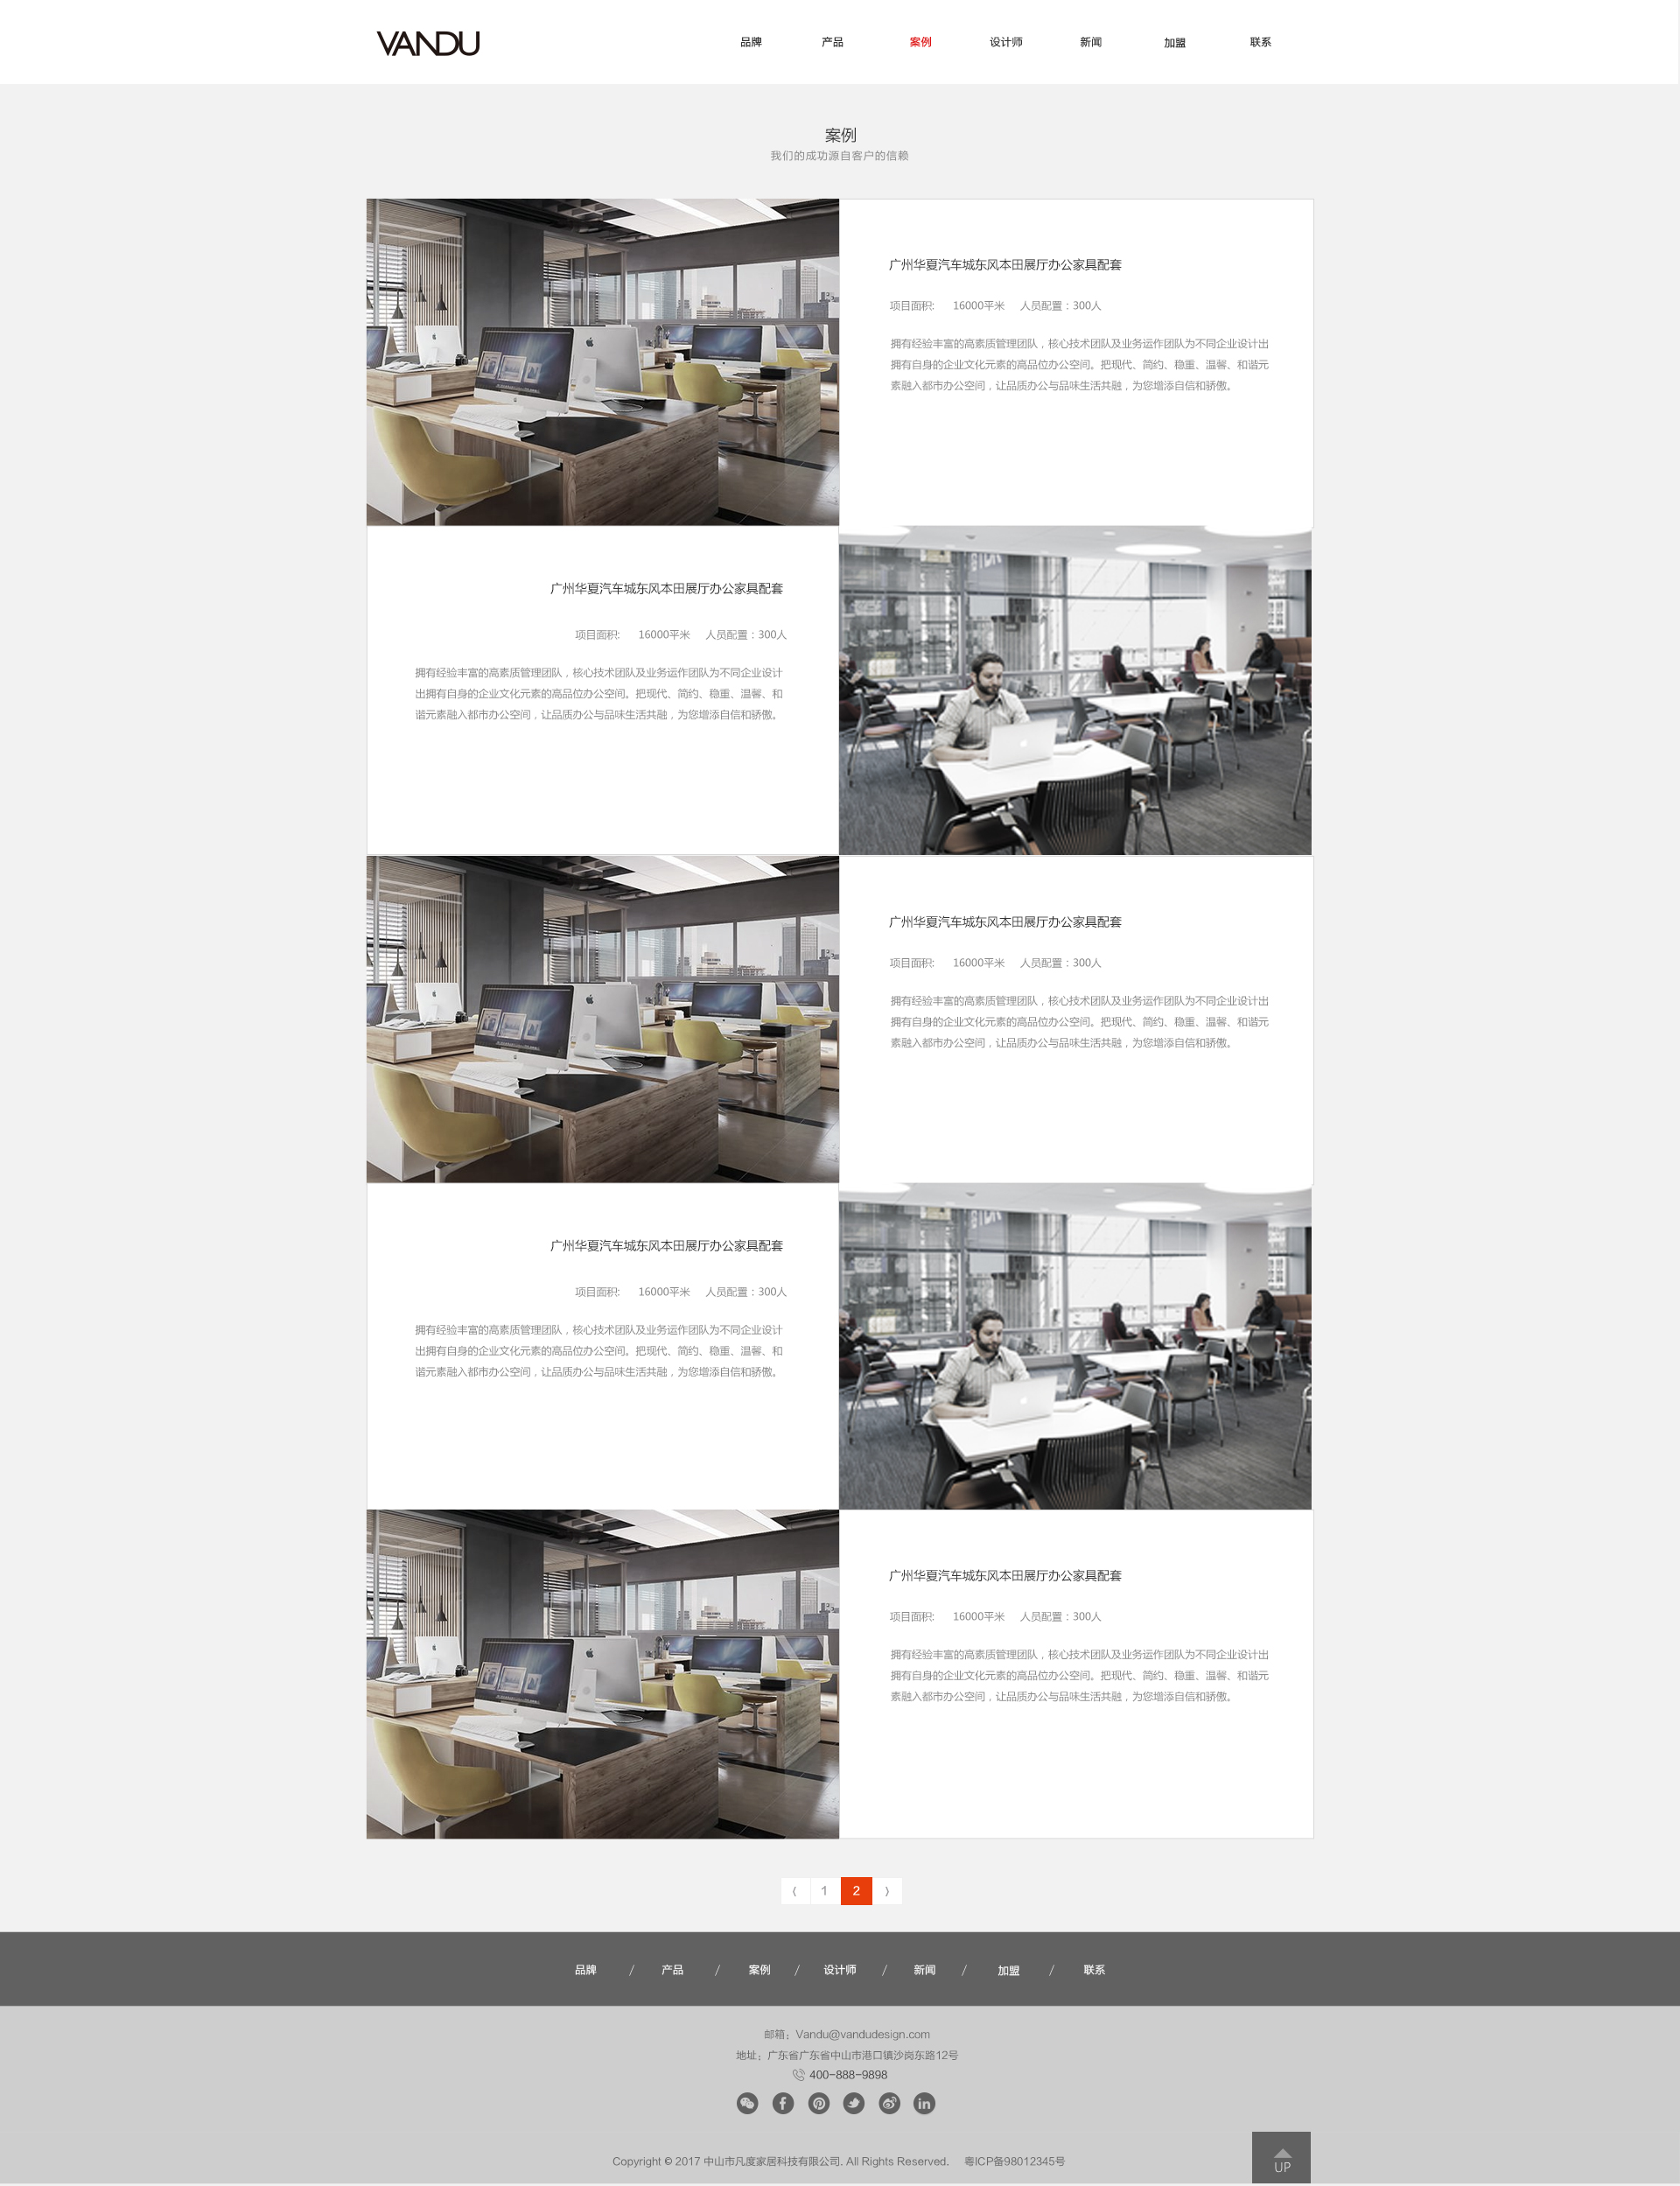 VANDU
品牌 产品 案例 设计师 新闻 加盟 联系
案例
我们的成功源自客户的信赖
广州华夏汽车城东风本田展厅办公家具配套
项目面积: 16000平米 人员配置：300人
拥有经验丰富的高素质管理团队，核心技术团队及业务运作团队为不同企业设计出
拥有自身的企业文化元素的高品位办公空间。把现代、简约、稳重、温馨、和谐元
素融入都市办公空间，让品质办公与品味生活共融，为您增添自信和骄傲。
广州华夏汽车城东风本田展厅办公家具配套
项目面积: 16000平米 人员配置：300人
拥有经验丰富的高素质管理团队，核心技术团队及业务运作团队为不同企业设计
出拥有自身的企业文化元素的高品位办公空间。把现代、简约、稳重、温馨、和
谐元素融入都市办公空间，让品质办公与品味生活共融，为您增添自信和骄傲。
广州华夏汽车城东风本田展厅办公家具配套
项目面积: 16000平米 人员配置：300人
拥有经验丰富的高素质管理团队，核心技术团队及业务运作团队为不同企业设计出
拥有自身的企业文化元素的高品位办公空间。把现代、简约、稳重、温馨、和谐元
素融入都市办公空间，让品质办公与品味生活共融，为您增添自信和骄傲。
广州华夏汽车城东风本田展厅办公家具配套
项目面积: 16000平米 人员配置：300人
拥有经验丰富的高素质管理团队，核心技术团队及业务运作团队为不同企业设计
出拥有自身的企业文化元素的高品位办公空间。把现代、简约、稳重、温馨、和
谐元素融入都市办公空间，让品质办公与品味生活共融，为您增添自信和骄傲。
广州华夏汽车城东风本田展厅办公家具配套
项目面积: 16000平米 人员配置：300人
拥有经验丰富的高素质管理团队，核心技术团队及业务运作团队为不同企业设计出
拥有自身的企业文化元素的高品位办公空间。把现代、简约、稳重、温馨、和谐元
素融入都市办公空间，让品质办公与品味生活共融，为您增添自信和骄傲。
⟨ 1 2 ⟩
品牌 / 产品 / 案例 / 设计师 / 新闻 / 加盟 / 联系
邮箱：Vandu@vandudesign.com
地址：广东省广东省中山市港口镇沙岗东路12号
400-888-9898
Copyright © 2017 中山市凡度家居科技有限公司. All Rights Reserved. 粤ICP备98012345号
UP